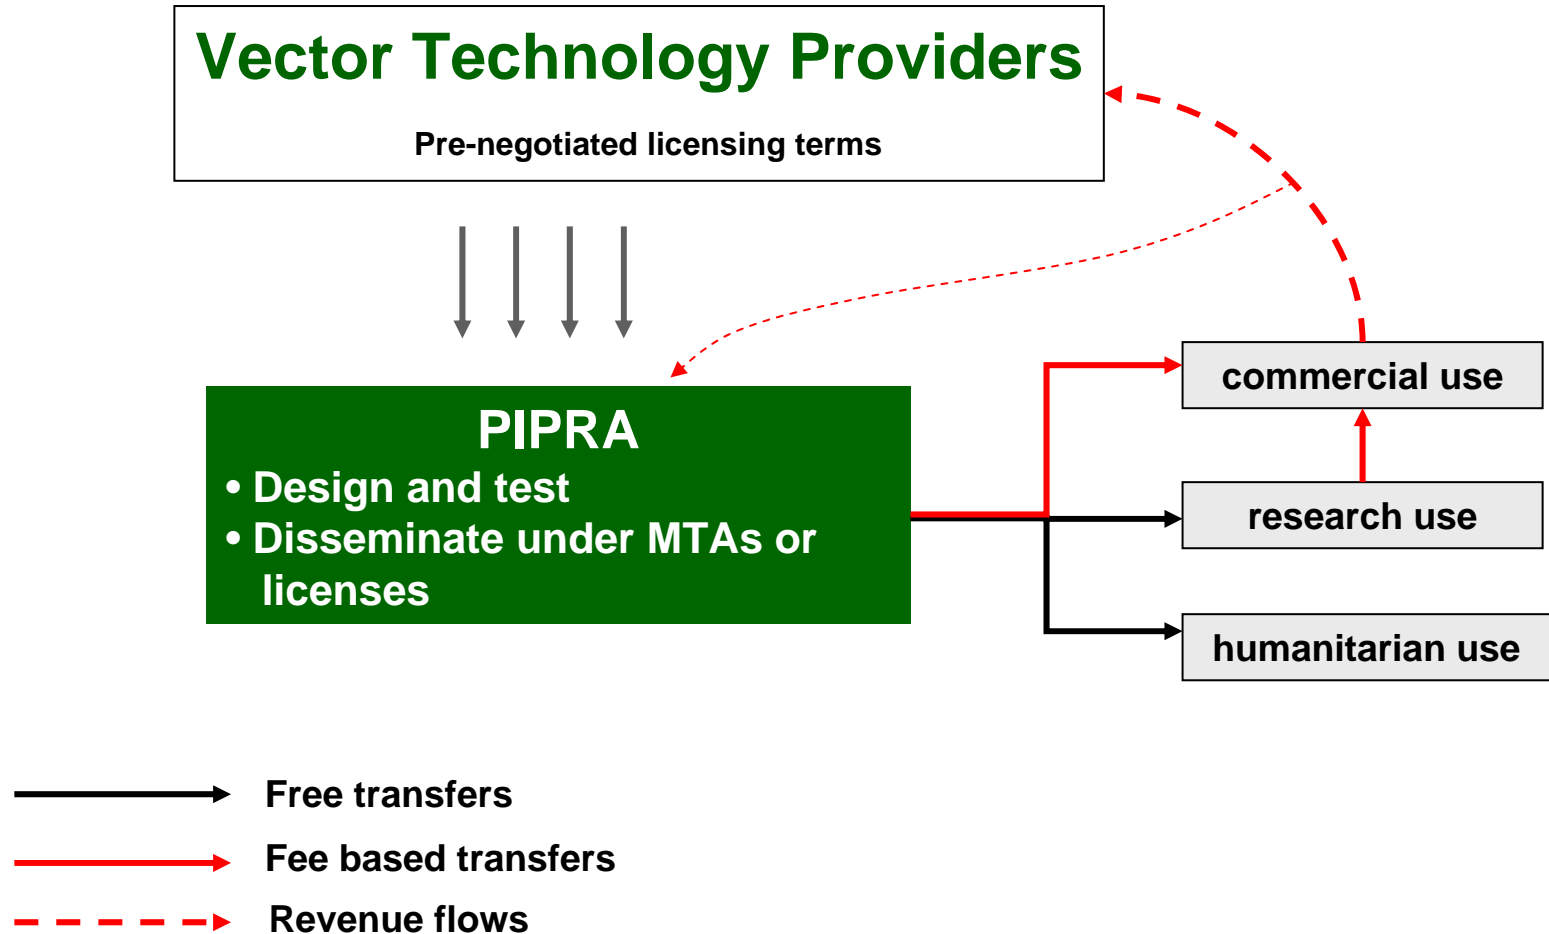 Vector Technology Providers
Pre-negotiated licensing terms
PIPRA
• Design and test
• Disseminate under MTAs or
licenses
commercial use
research use
humanitarian use
Free transfers
Fee based transfers
Revenue flows